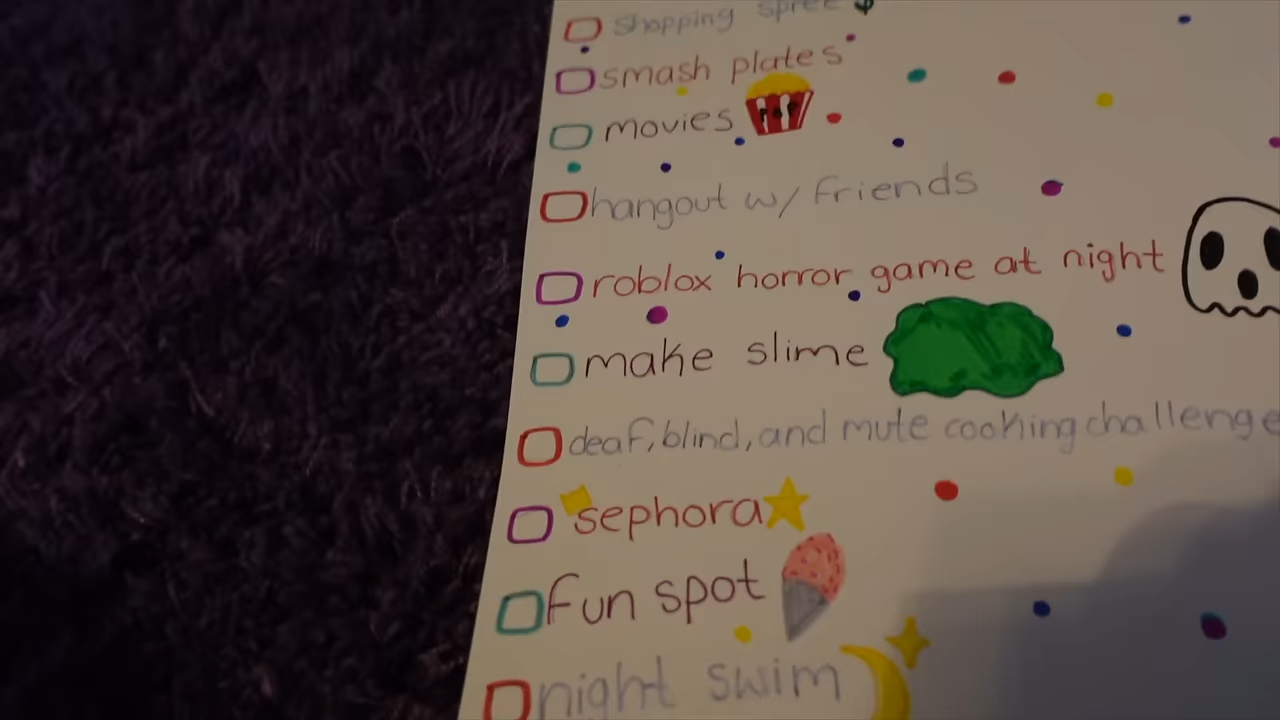 shopping spree $
smash plates
movies
hangout w/ friends
roblox horror game at night
make slime
deaf, blind, and mute cooking challenge
sephora
fun spot
night swim